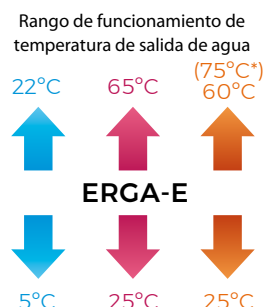 Rango de funcionamiento de
temperatura de salida de agua
(75°C*)
22°C 65°C 60°C
ERGA-E
5°C 25°C 25°C